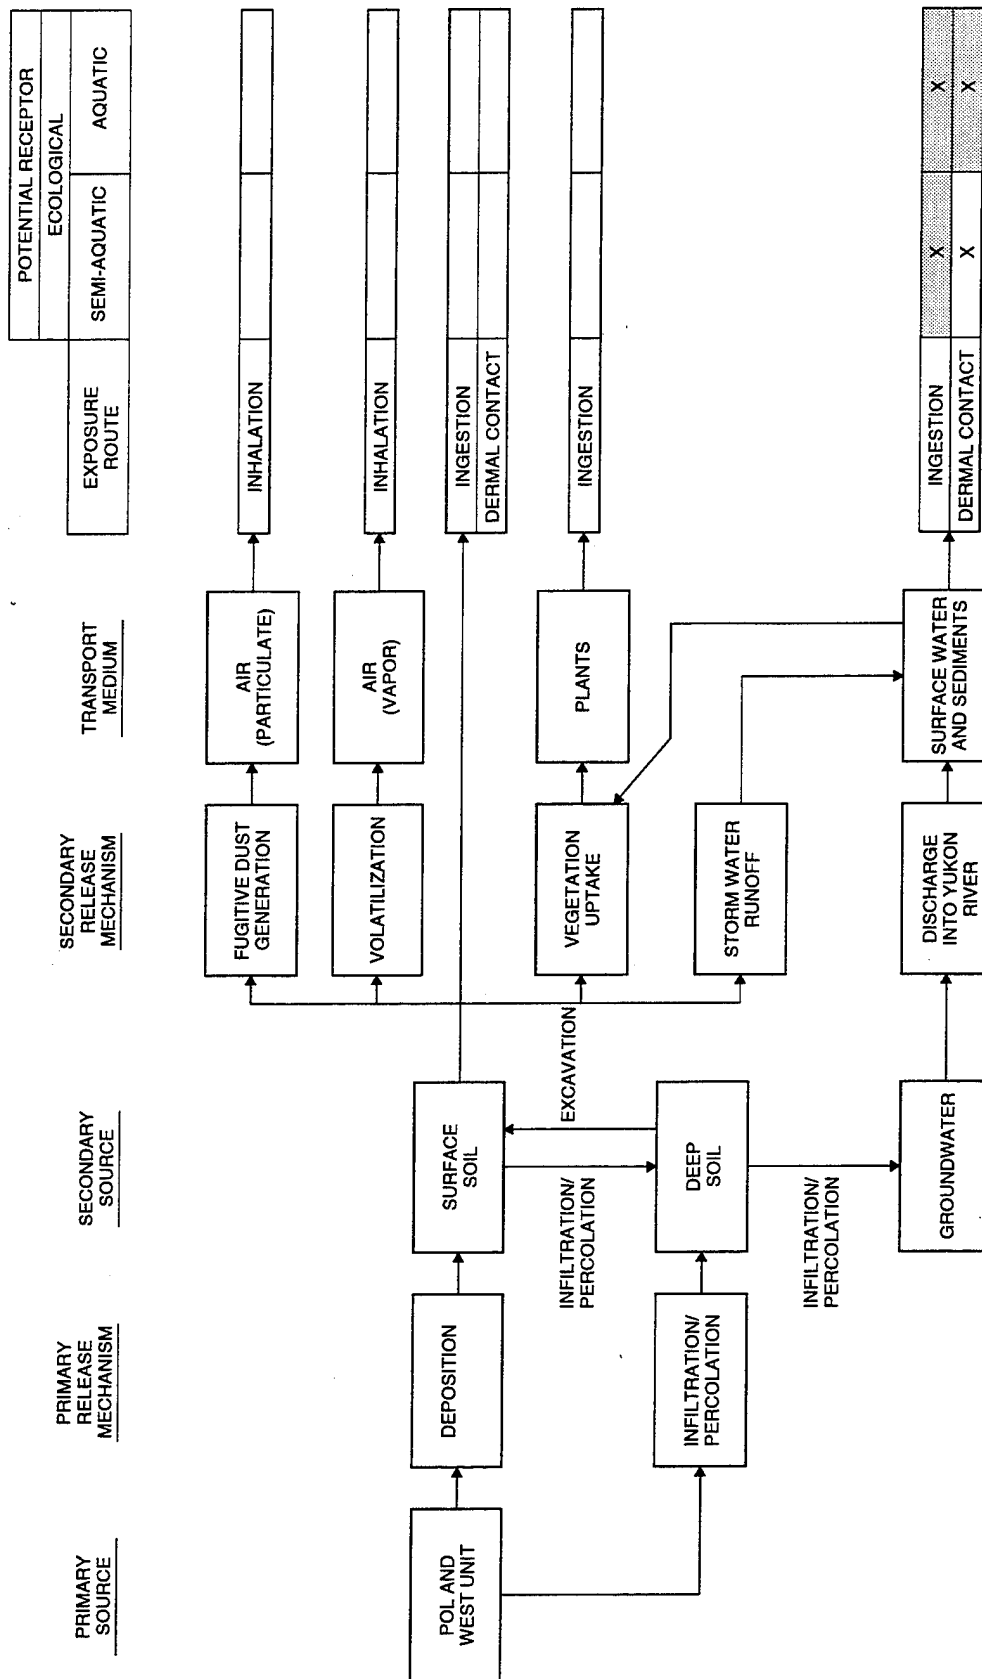 PRIMARY
SOURCE
PRIMARY
RELEASE
MECHANISM
SECONDARY
SOURCE
SECONDARY
RELEASE
MECHANISM
TRANSPORT
MEDIUM
EXPOSURE
ROUTE
POTENTIAL RECEPTOR
ECOLOGICAL
SEMI-AQUATIC
AQUATIC
FUGITIVE DUST
GENERATION
AIR
(PARTICULATE)
INHALATION
VOLATILIZATION
AIR
(VAPOR)
INHALATION
POL AND
WEST UNIT
DEPOSITION
SURFACE
SOIL
INGESTION
DERMAL CONTACT
INFILTRATION/
PERCOLATION
EXCAVATION
VEGETATION
UPTAKE
PLANTS
INGESTION
INFILTRATION/
PERCOLATION
DEEP
SOIL
STORM WATER
RUNOFF
INFILTRATION/
PERCOLATION
GROUNDWATER
DISCHARGE
INTO YUKON
RIVER
SURFACE WATER
AND SEDIMENTS
INGESTION X X
DERMAL CONTACT X X